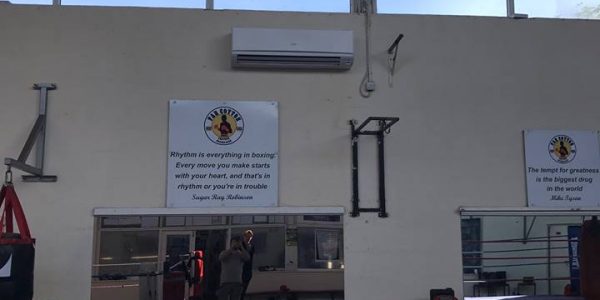 PAN COTTON
'Rhythm is everything in boxing.
Every move you make starts
with your heart, and that's in
rhythm or you're in trouble
Sugar Ray Robinson
The tempt for greatness
is the biggest drug
in the world
Mike Tyson